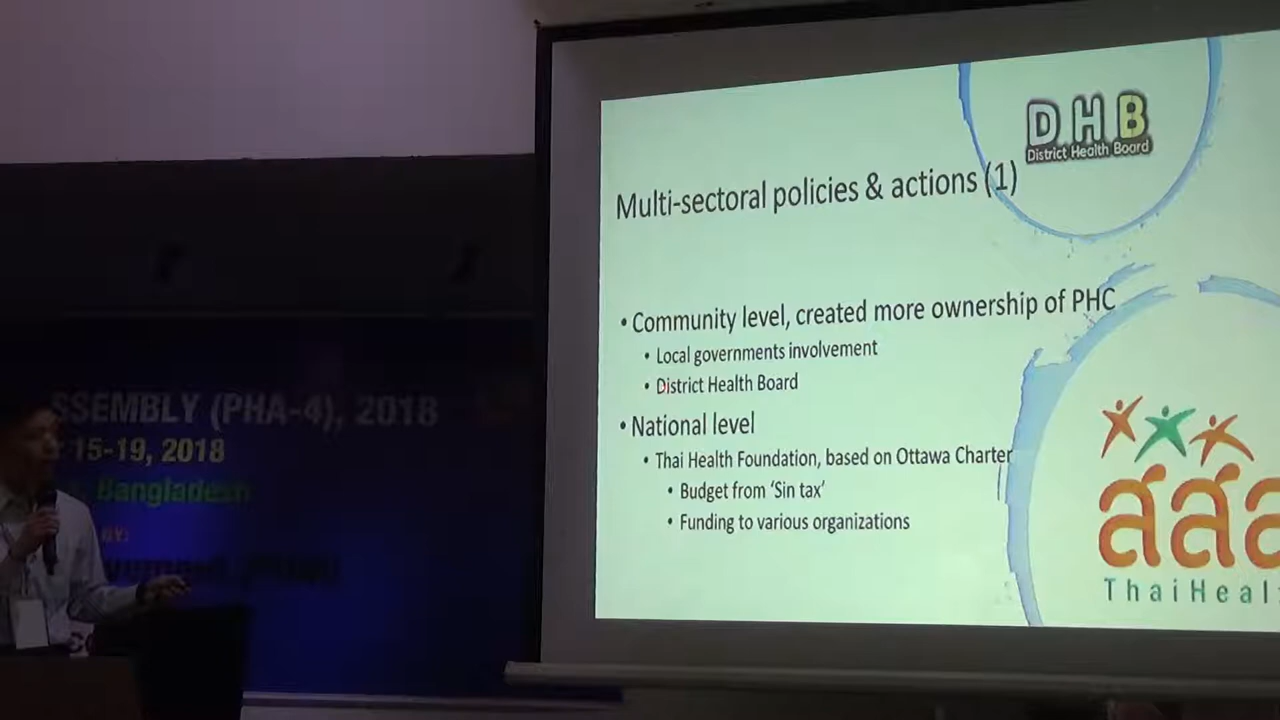 DHB
District Health Board
Multi-sectoral policies & actions (1)
• Community level, created more ownership of PHC
• Local governments involvement
• District Health Board
• National level
• Thai Health Foundation, based on Ottawa Charter
• Budget from ‘Sin tax’
• Funding to various organizations
สสส
ThaiHeal
SSEMBLY (PHA-4), 2018
15-19, 2018
Bangladesh
BY: